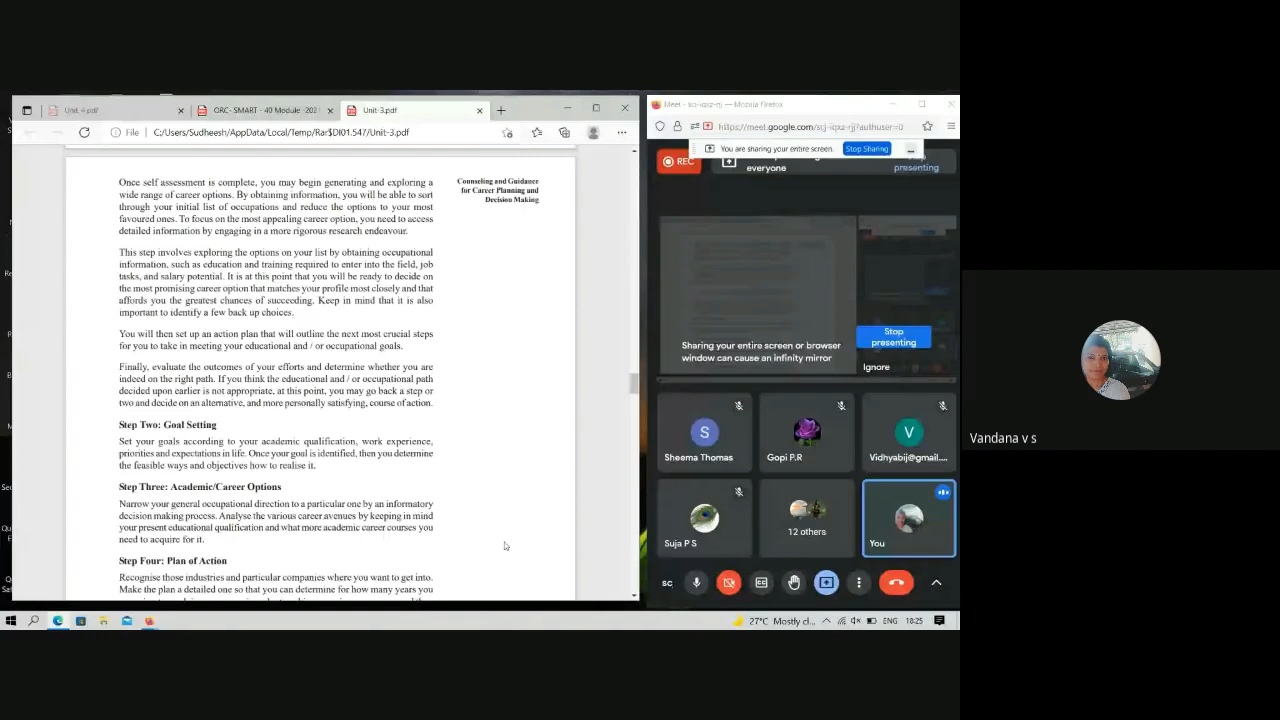 Unit 4.pdf
ORC- SMART - 40 Module -202
Unit-3.pdf
File
C:/Users/Sudheesh/AppData/Local/Temp/Rar$DI01.547/Unit-3.pdf
Once self assessment is complete, you may begin generating and exploring a
wide range of career options. By obtaining information, you will be able to sort
through your initial list of occupations and reduce the options to your most
favoured ones. To focus on the most appealing career option, you need to access
detailed information by engaging in a more rigorous research endeavour.
Counseling and Guidance
for Career Planning and
Decision Making
This step involves exploring the options on your list by obtaining occupational
information, such as education and training required to enter into the field, job
tasks, and salary potential. It is at this point that you will be ready to decide on
the most promising career option that matches your profile most closely and that
affords you the greatest chances of succeeding. Keep in mind that it is also
important to identify a few back up choices.
You will then set up an action plan that will outline the next most crucial steps
for you to take in meeting your educational and / or occupational goals.
Finally, evaluate the outcomes of your efforts and determine whether you are
indeed on the right path. If you think the educational and / or occupational path
decided upon earlier is not appropriate, at this point, you may go back a step or
two and decide on an alternative, and more personally satisfying, course of action.
Step Two: Goal Setting
Set your goals according to your academic qualification, work experience,
priorities and expectations in life. Once your goal is identified, then you determine
the feasible ways and objectives how to realise it.
Step Three: Academic/Career Options
Narrow your general occupational direction to a particular one by an informatory
decision making process. Analyse the various career avenues by keeping in mind
your present educational qualification and what more academic career courses you
need to acquire for it.
Step Four: Plan of Action
Recognise those industries and particular companies where you want to get into.
Make the plan a detailed one so that you can determine for how many years you
Mozilla Firefox
You are sharing your entire screen.
Stop Sharing
REC
everyone
presenting
Sharing your entire screen or browser
window can cause an infinity mirror
Stop
presenting
Ignore
S
V
Sheema Thomas
Gopi P.R
Vidhyabij@gmail....
Suja P S
12 others
You
sc
27°C Mostly cl...
ENG
18:25
Vandana v s